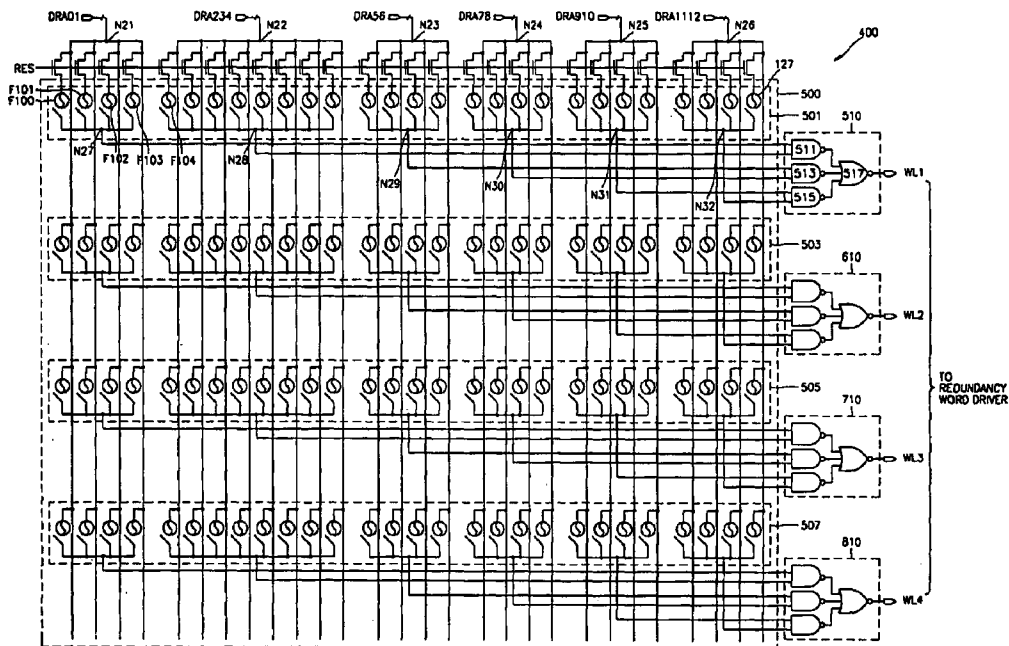 DRA01 N21 DRA234 N22 DRA56 N23 DRA78 N24 DRA910 N25 DRA1112 N26
400
RES
F101
F100
127
500
501
510
N27 F102 F103 F104 N28
N29
N30
N31
N32
511
513
515
517
WL1
503
610
WL2
505
TO
REDUNDANCY
WORD DRIVER
710
WL3
507
810
WL4